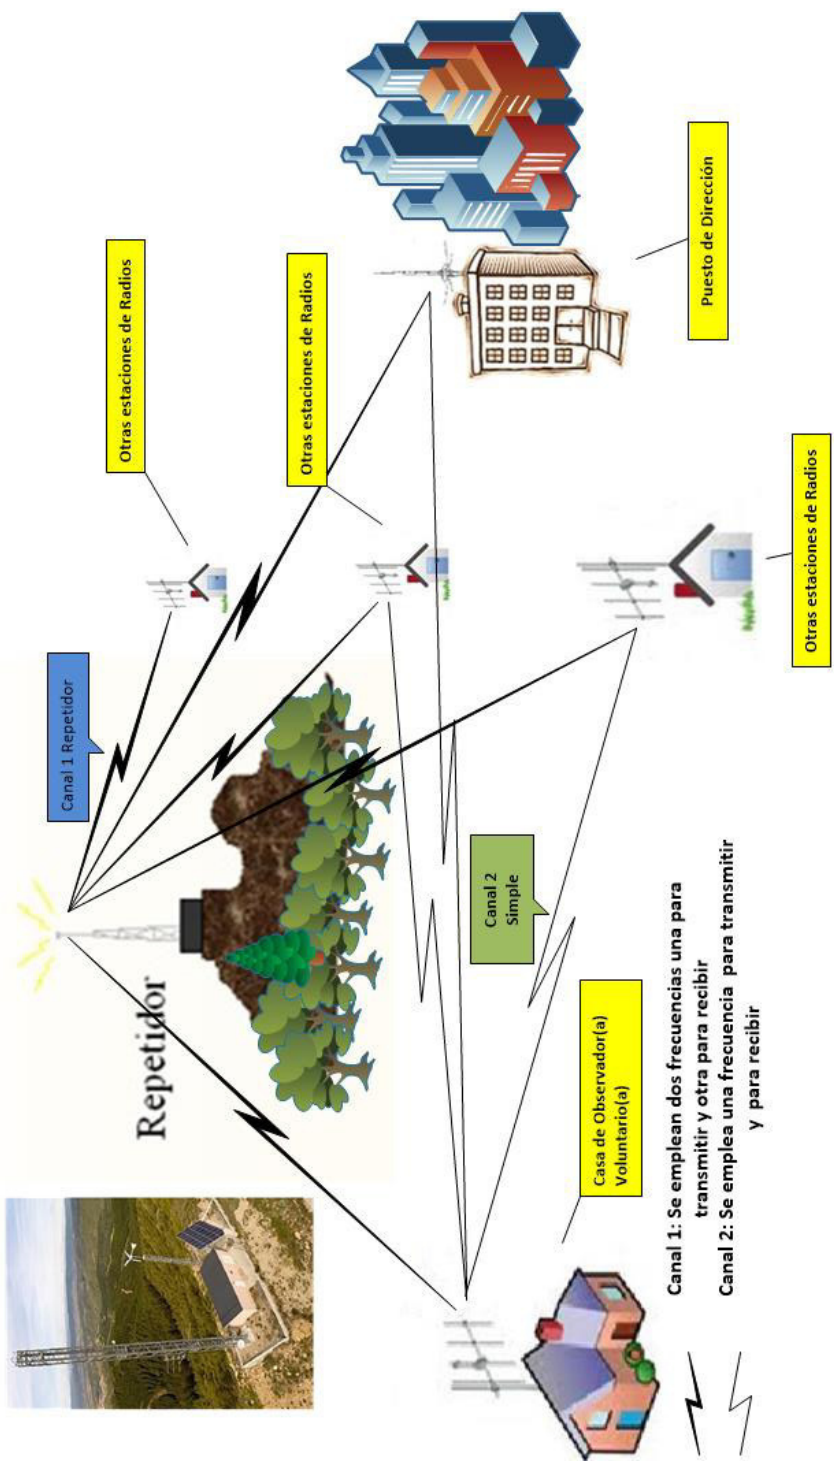 Canal 1 Repetidor
Otras estaciones de Radios
Repetidor
Otras estaciones de Radios
Canal 2
Simple
Casa de Observador(a)
Voluntario(a)
Puesto de Dirección
Otras estaciones de Radios
Canal 1: Se emplean dos frecuencias una para
transmitir y otra para recibir
Canal 2: Se emplea una frecuencia para transmitir
y para recibir